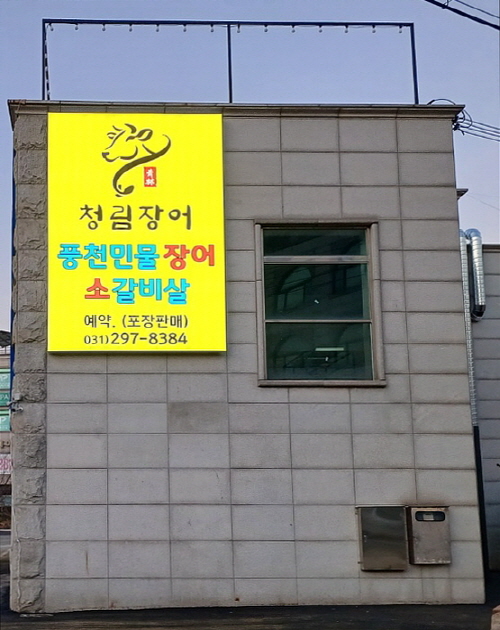 청림장어
풍천민물장어
소갈비살
예약. (포장판매)
031)297-8384